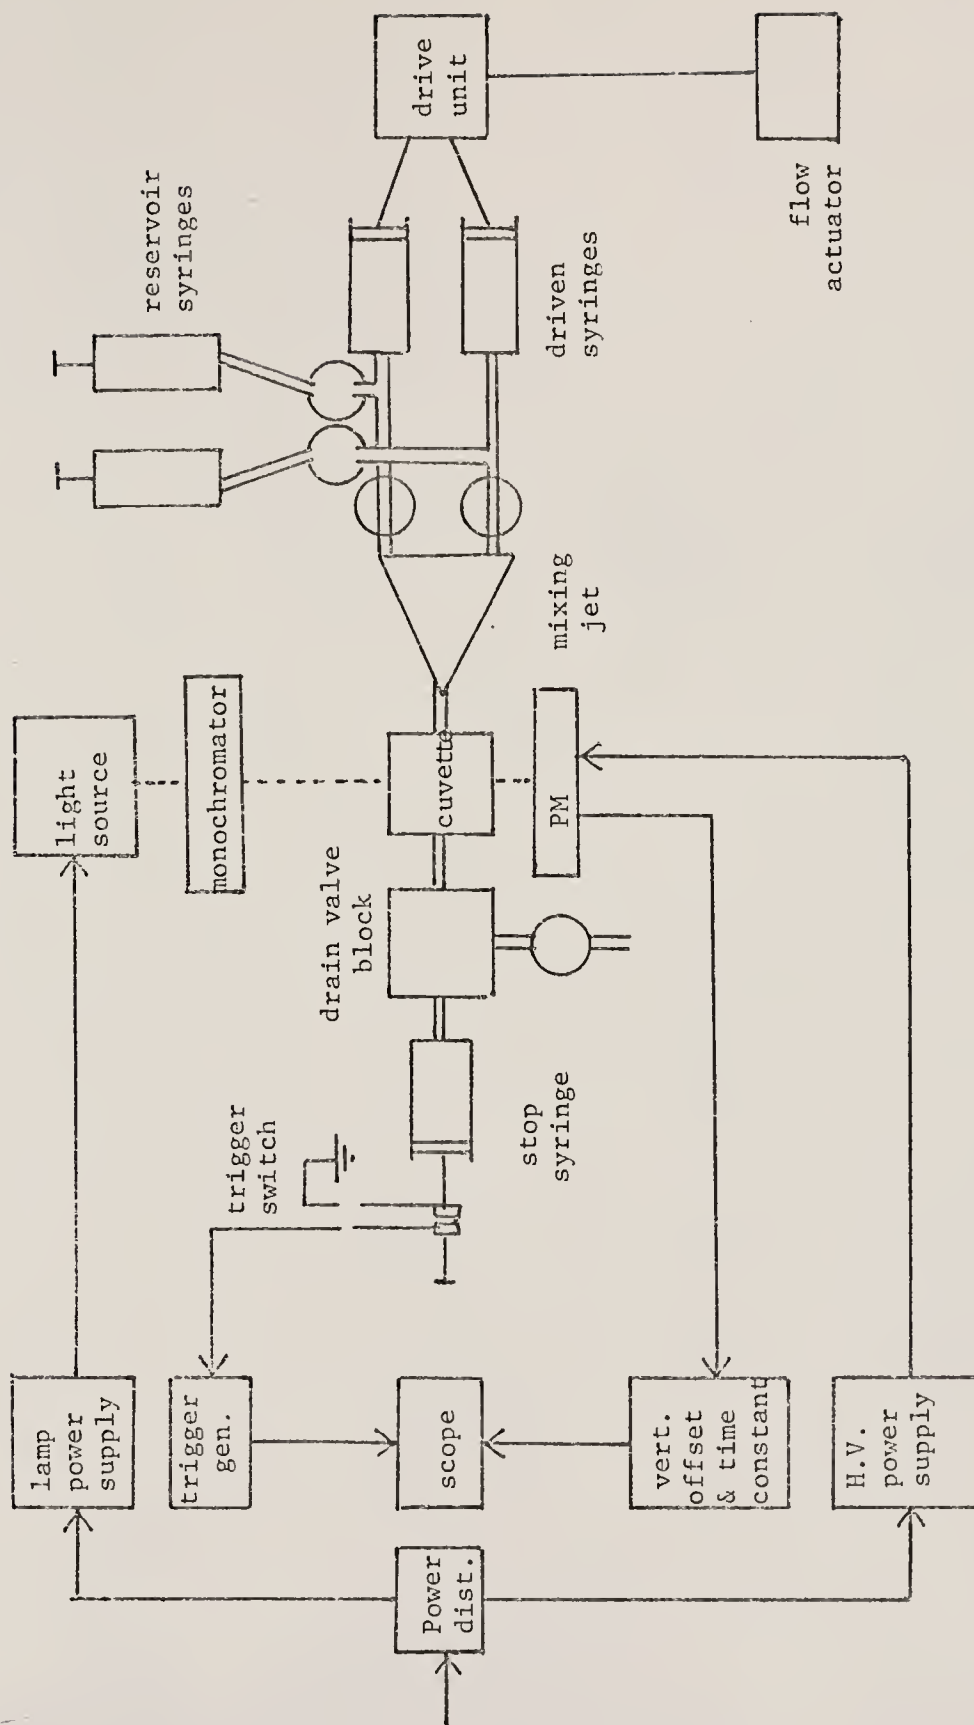 lamp
power
supply
light
source
trigger
gen.
trigger
switch
monochromator
reservoir
syringes
drain valve
block
Power
dist.
scope
cuvette
drive
unit
stop
syringe
PM
mixing
jet
driven
syringes
vert.
offset
& time
constant
H.V.
power
supply
flow
actuator